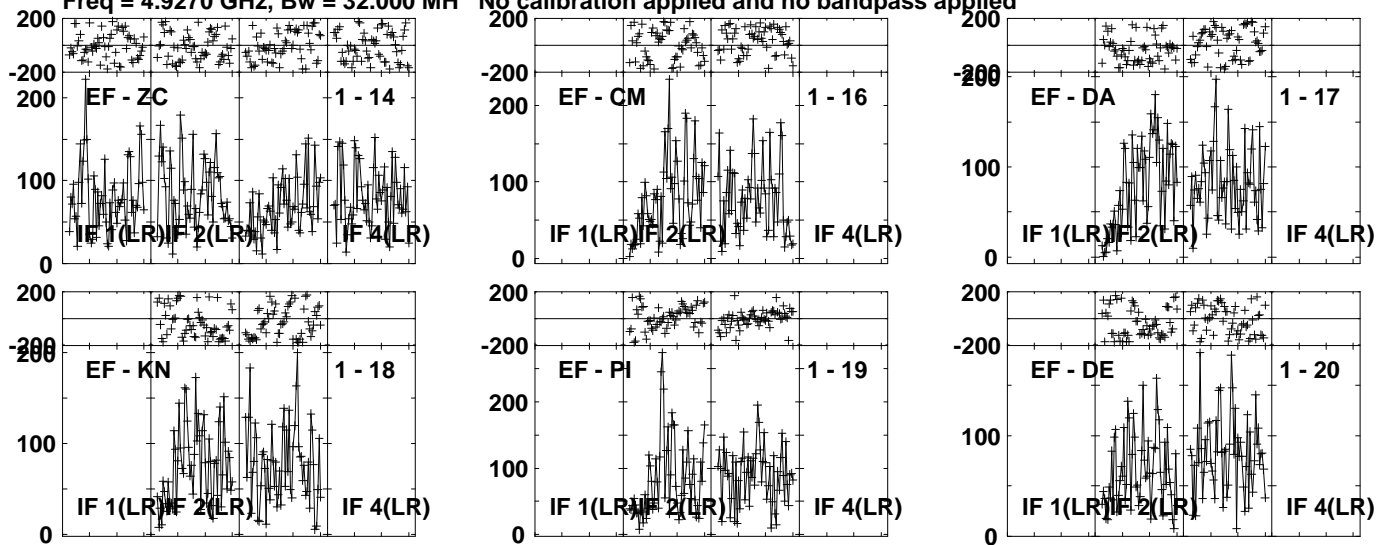 Freq = 4.9270 GHz, Bw = 32.000 MH No calibration applied and no bandpass applied
200
-200
200
100
0
EF - ZC 1 - 14
IF 1(LR) IF 2(LR) IF 4(LR)
200
-200
200
100
0
EF - CM 1 - 16
IF 1(LR) IF 2(LR) IF 4(LR)
200
-200
200
100
0
EF - DA 1 - 17
IF 1(LR) IF 2(LR) IF 4(LR)
200
-200
200
100
0
EF - KN 1 - 18
IF 1(LR) IF 2(LR) IF 4(LR)
200
-200
200
100
0
EF - PI 1 - 19
IF 1(LR) IF 2(LR) IF 4(LR)
200
-200
100
0
EF - DE 1 - 20
IF 1(LR) IF 2(LR) IF 4(LR)